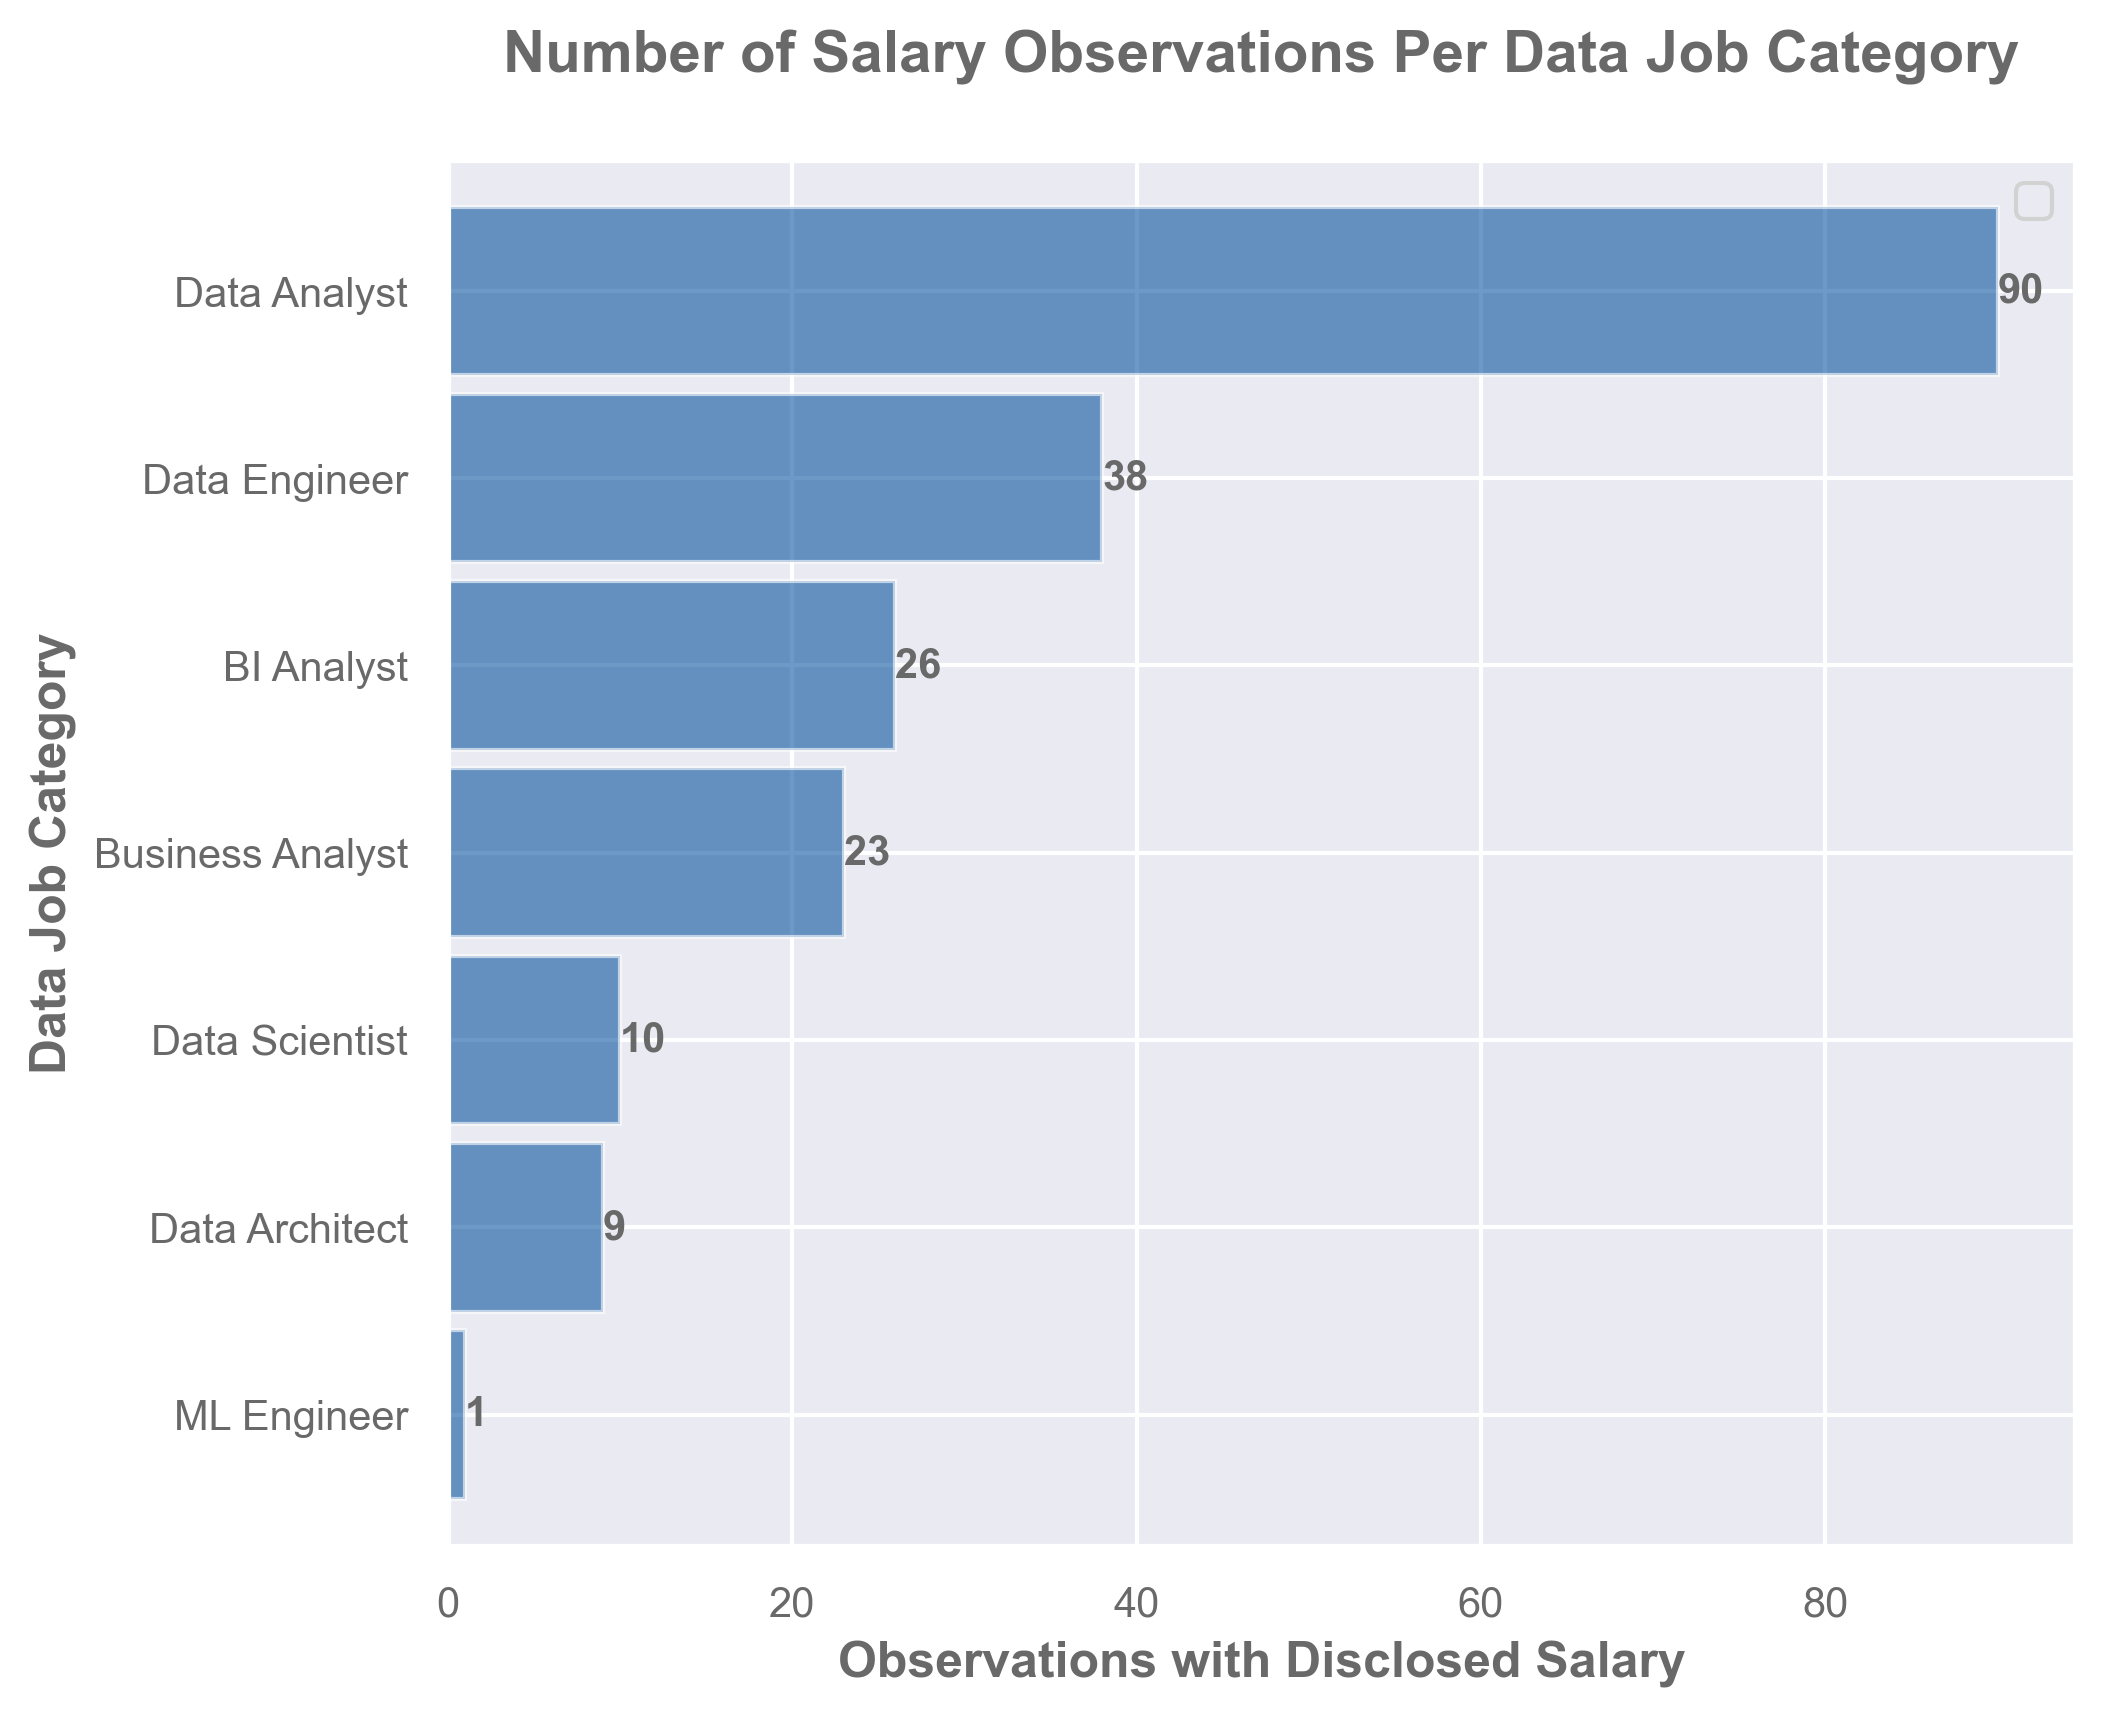 Number of Salary Observations Per Data Job Category
Data Job Category
Data Analyst
90
Data Engineer
38
BI Analyst
26
Business Analyst
23
Data Scientist
10
Data Architect
9
ML Engineer
1
0 20 40 60 80
Observations with Disclosed Salary